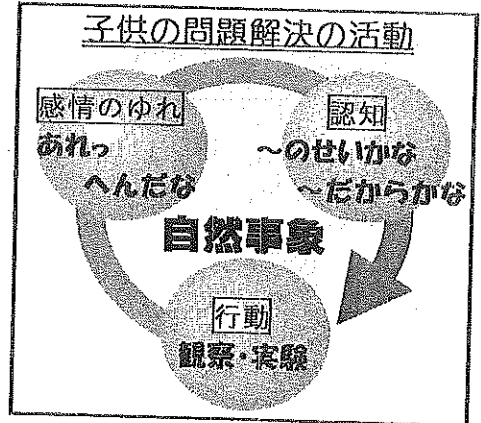 子供の問題解決の活動
感情のゆれ
あれっ
へんだな
認知
～のせいかな
～だからかな
自然事象
行動
観察・実験